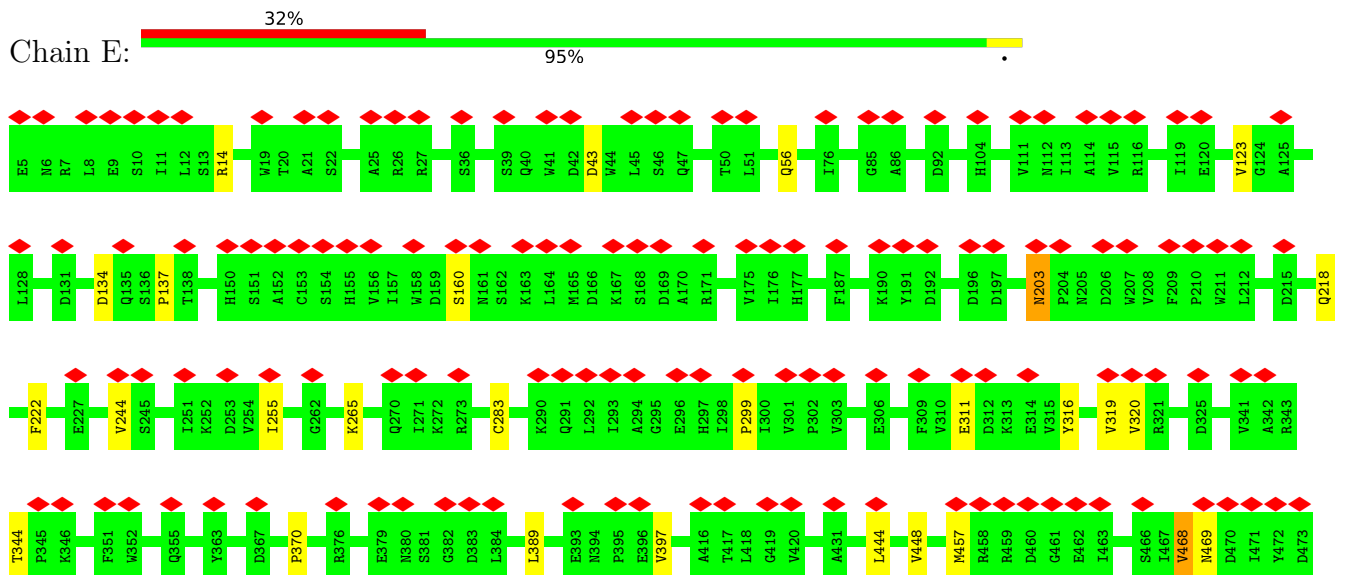 32%
Chain E:
95%
.
E5 N6 R7 L8 E9 S10 I11 L12 S13 R14 W19 T20 A21 S22 A25 R26 R27 S36 S39 Q40 W41 D42 D43 W44 L45 S46 Q47 T50 L51 Q56 I76 G85 A86 D92 H104 V111 N112 I113 A114 V115 R116 I119 E120 V123 G124 A125
L128 D131 D134 Q135 S136 P137 T138 H150 S151 A152 C153 S154 H155 V156 I157 W158 D159 S160 N161 S162 K163 L164 M165 D166 K167 S168 D169 A170 R171 V175 I176 H177 F187 K190 Y191 D192 D196 D197 N203 P204 N205 D206 W207 V208 F209 P210 W211 L212 D215 Q218
F222 E227 V244 S245 I251 K252 D253 V254 I255 G262 K265 Q270 I271 K272 R273 C283 K290 Q291 L292 I293 A294 G295 E296 H297 I298 P299 I300 V301 P302 V303 E306 F309 V310 E311 D312 K313 E314 V315 Y316 V319 V320 R321 D325 V341 A342 R343
T344 P345 K346 F351 W352 Q355 Y363 D367 P370 R376 E379 N380 S381 G382 D383 L384 L389 E393 N394 P395 E396 V397 A416 T417 L418 G419 V420 A431 L444 V448 M457 R458 R459 D460 G461 E462 I463 S466 I467 V468 N469 D470 I471 Y472 D473